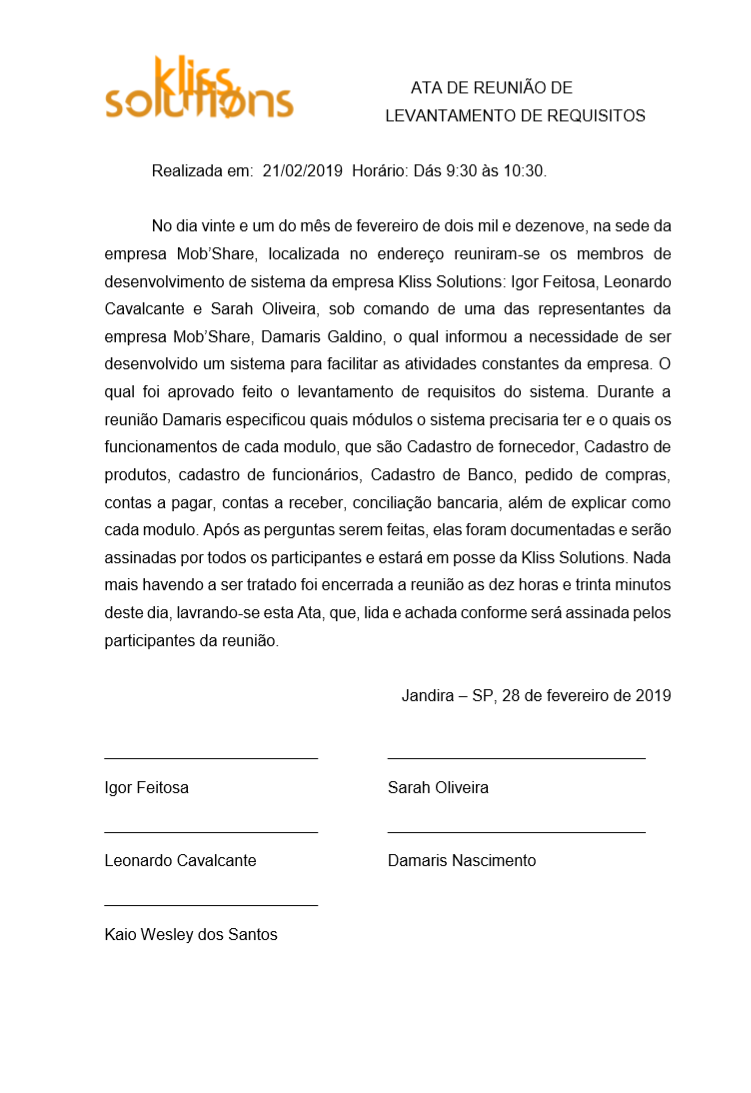 kliss
solutions
ATA DE REUNIÃO DE
LEVANTAMENTO DE REQUISITOS
Realizada em:  21/02/2019  Horário: Dás 9:30 às 10:30.
No dia vinte e um do mês de fevereiro de dois mil e dezenove, na sede da
empresa Mob’Share, localizada no endereço reuniram-se os membros de
desenvolvimento de sistema da empresa Kliss Solutions: Igor Feitosa, Leonardo
Cavalcante e Sarah Oliveira, sob comando de uma das representantes da
empresa Mob’Share, Damaris Galdino, o qual informou a necessidade de ser
desenvolvido um sistema para facilitar as atividades constantes da empresa. O
qual foi aprovado feito o levantamento de requisitos do sistema. Durante a
reunião Damaris especificou quais módulos o sistema precisaria ter e o quais os
funcionamentos de cada modulo, que são Cadastro de fornecedor, Cadastro de
produtos, cadastro de funcionários, Cadastro de Banco, pedido de compras,
contas a pagar, contas a receber, conciliação bancaria, além de explicar como
cada modulo. Após as perguntas serem feitas, elas foram documentadas e serão
assinadas por todos os participantes e estará em posse da Kliss Solutions. Nada
mais havendo a ser tratado foi encerrada a reunião as dez horas e trinta minutos
deste dia, lavrando-se esta Ata, que, lida e achada conforme será assinada pelos
participantes da reunião.
Jandira – SP, 28 de fevereiro de 2019
Igor Feitosa
Sarah Oliveira
Leonardo Cavalcante
Damaris Nascimento
Kaio Wesley dos Santos